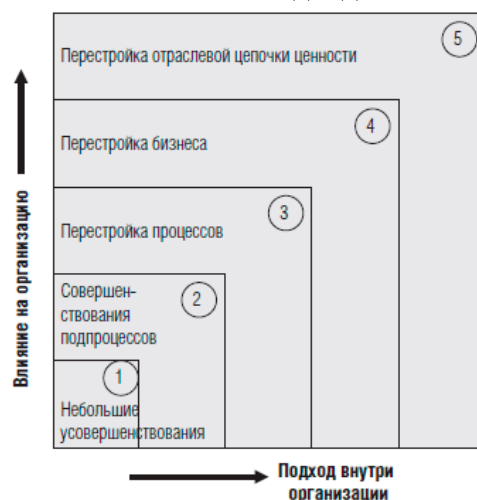 5
Перестройка отраслевой цепочки ценности
4
Перестройка бизнеса
3
Перестройка процессов
Совершен-
ствования
подпроцессов
2
1
Небольшие
усовершенствования
Влияние на организацию
Подход внутри
организации